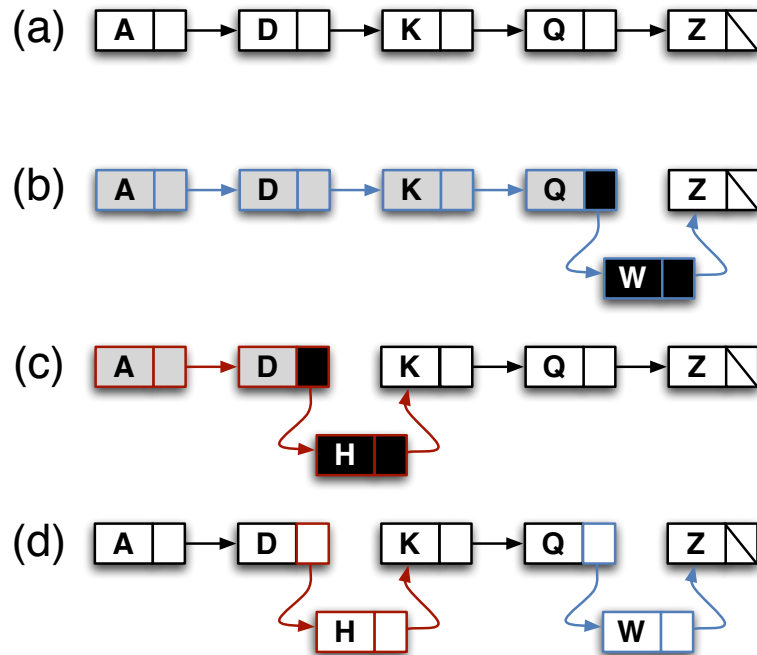 (a) A D K Q Z
(b) A D K Q Z
W
(c) A D K Q Z
H
(d) A D K Q Z
H W